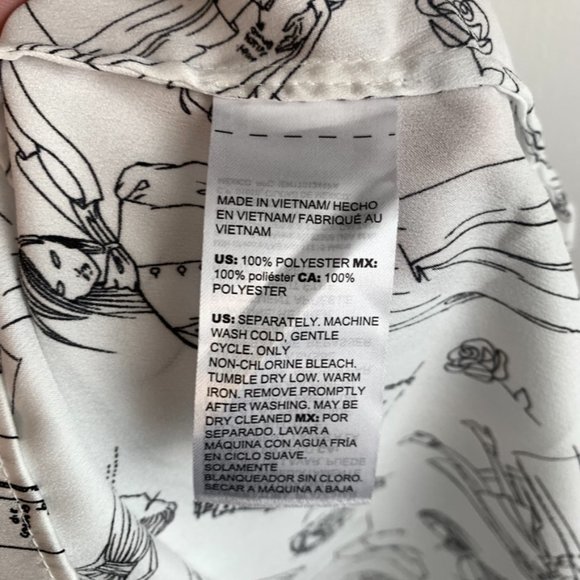 MADE IN VIETNAM/ HECHO
EN VIETNAM/ FABRIQUÉ AU
VIETNAM
US: 100% POLYESTER MX:
100% poliéster CA: 100%
POLYESTER
US: SEPARATELY. MACHINE
WASH COLD, GENTLE
CYCLE. ONLY
NON-CHLORINE BLEACH.
TUMBLE DRY LOW. WARM
IRON. REMOVE PROMPTLY
AFTER WASHING. MAY BE
DRY CLEANED MX: POR
SEPARADO. LAVAR A
MÁQUINA CON AGUA FRÍA
EN CICLO SUAVE.
SOLAMENTE
BLANQUEADOR SIN CLORO.
SECAR A MÁQUINA A BAJA